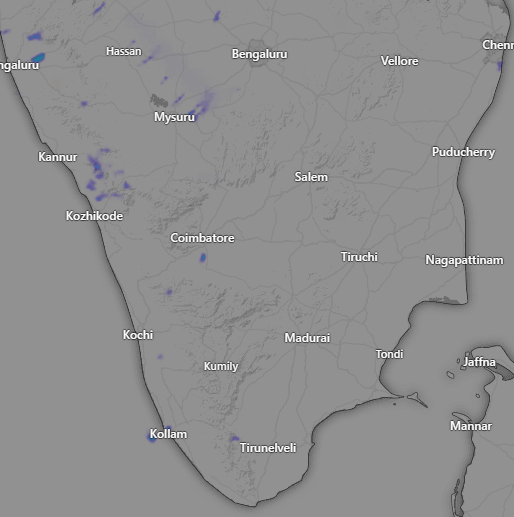 Hassan
Bengaluru
Chenn
Vellore
ngaluru
Mysuru
Kannur
Puducherry
Salem
Kozhikode
Coimbatore
Tiruchi
Nagapattinam
Kochi
Madurai
Tondi
Kumily
Jaffna
Mannar
Kollam
Tirunelveli